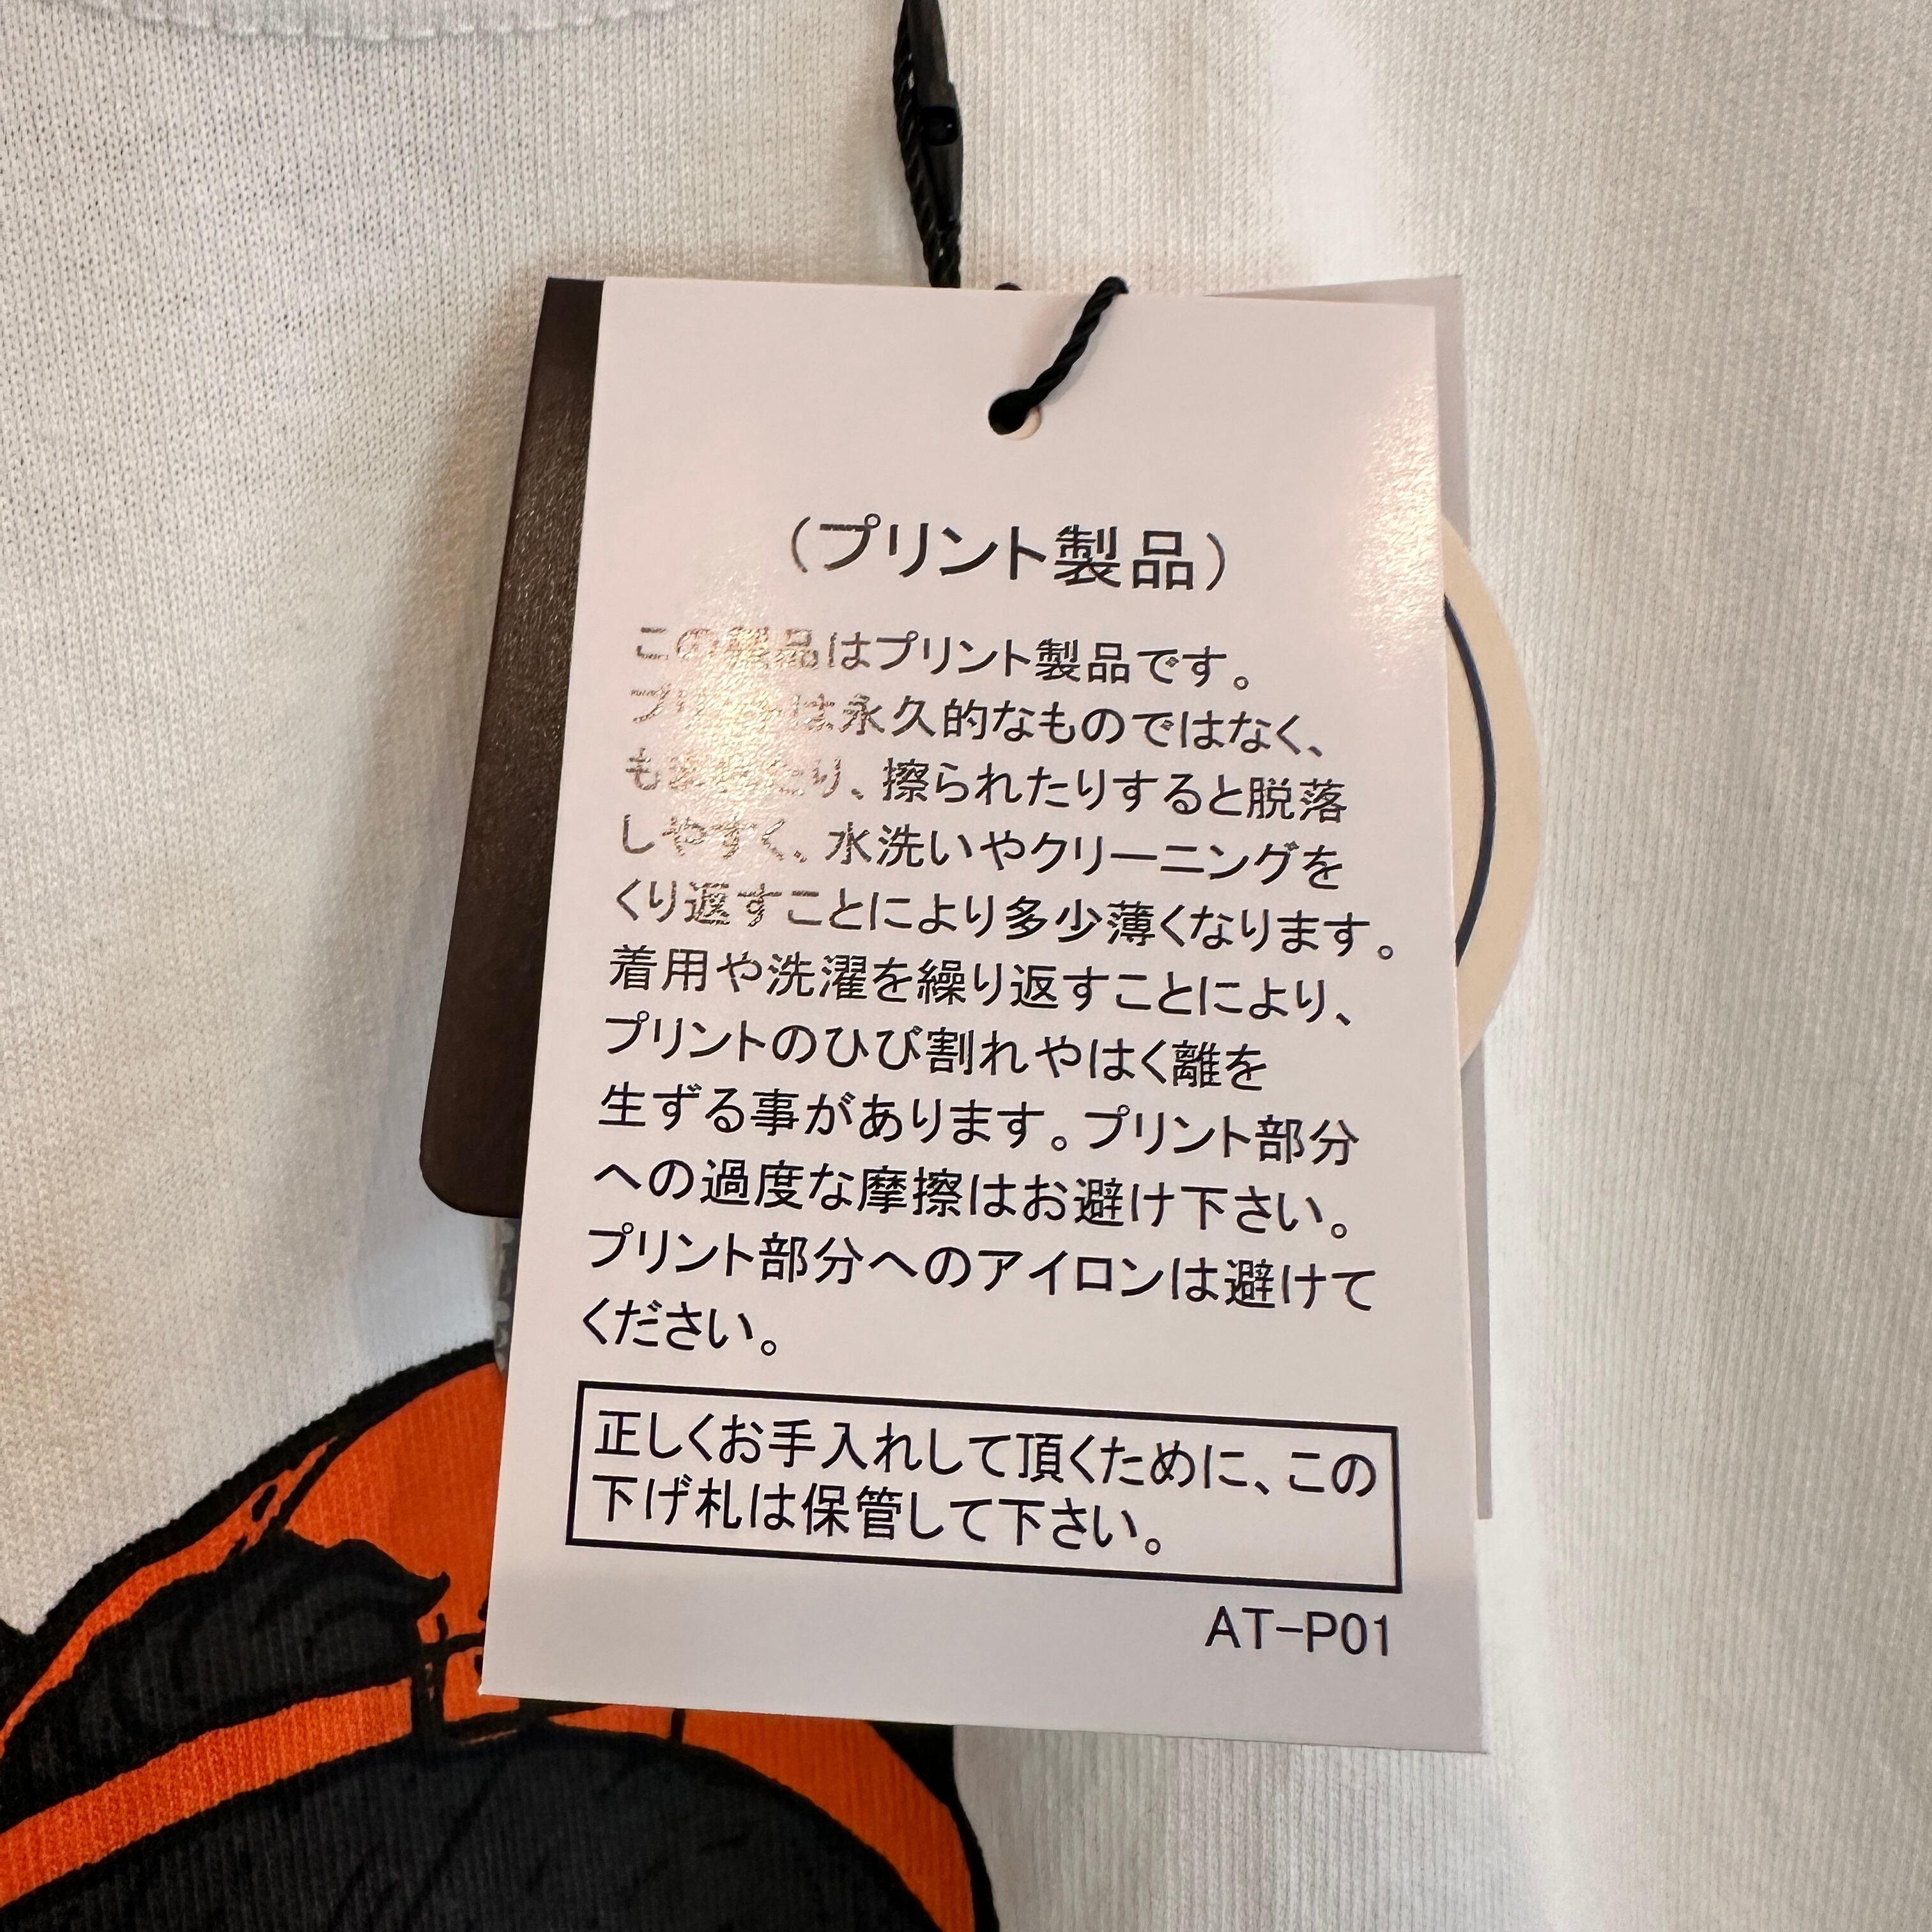 (プリント製品)
この製品はプリント製品です。
プリントは永久的なものではなく、
もまれたり、擦られたりすると脱落
しやすく、水洗いやクリーニングを
くり返すことにより多少薄くなります。
着用や洗濯を繰り返すことにより、
プリントのひび割れやはく離を
生ずる事があります。プリント部分
への過度な摩擦はお避け下さい。
プリント部分へのアイロンは避けて
ください。
正しくお手入れして頂くために、この
下げ札は保管して下さい。
AT-P01